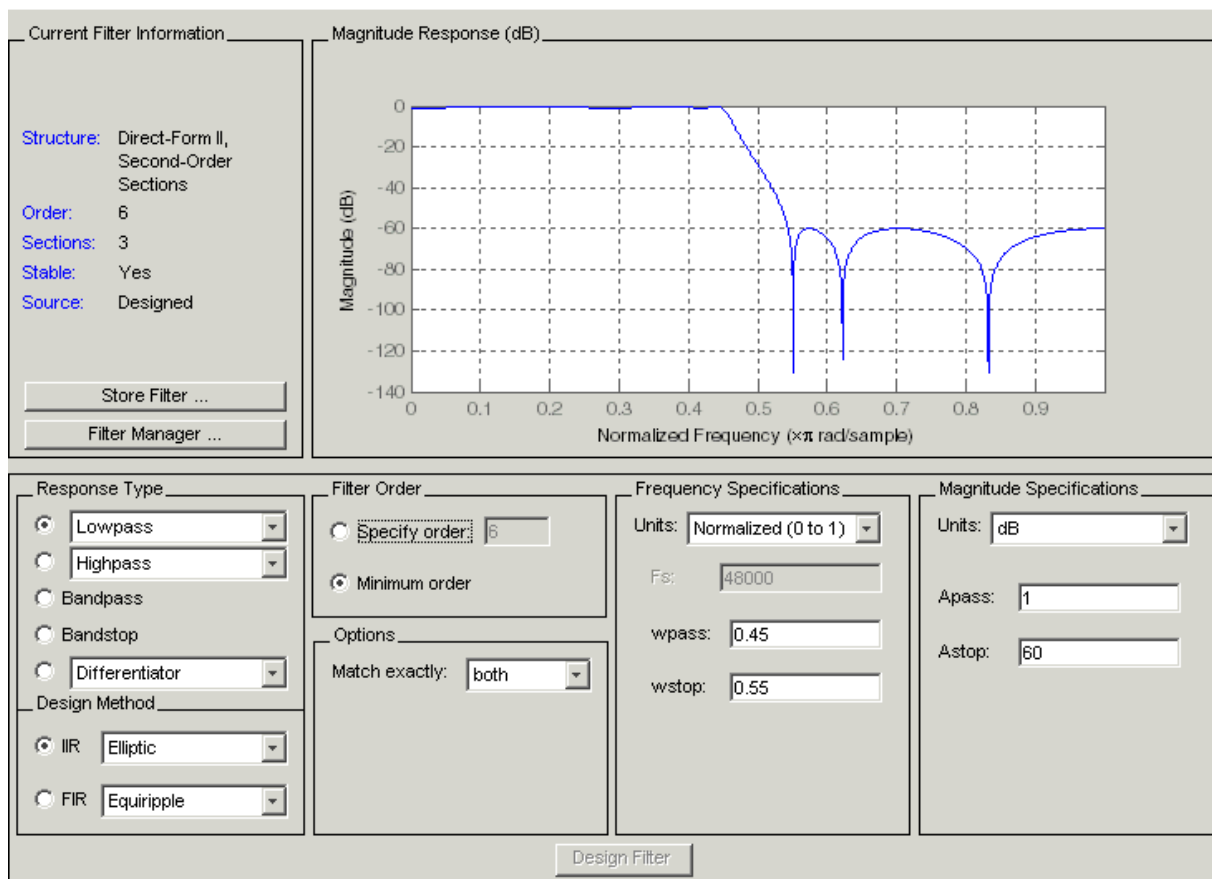 Current Filter Information
Structure: Direct-Form II,
Second-Order
Sections
Order: 6
Sections: 3
Stable: Yes
Source: Designed
Store Filter ...
Filter Manager ...
Magnitude Response (dB)
Magnitude (dB)
0
-20
-40
-60
-80
-100
-120
-140
0 0.1 0.2 0.3 0.4 0.5 0.6 0.7 0.8 0.9
Normalized Frequency (×π rad/sample)
Response Type
Lowpass
Highpass
Bandpass
Bandstop
Differentiator
Design Method
IIR Elliptic
FIR Equiripple
Filter Order
Specify order: 6
Minimum order
Options
Match exactly: both
Frequency Specifications
Units: Normalized (0 to 1)
Fs: 48000
wpass: 0.45
wstop: 0.55
Magnitude Specifications
Units: dB
Apass: 1
Astop: 60
Design Filter